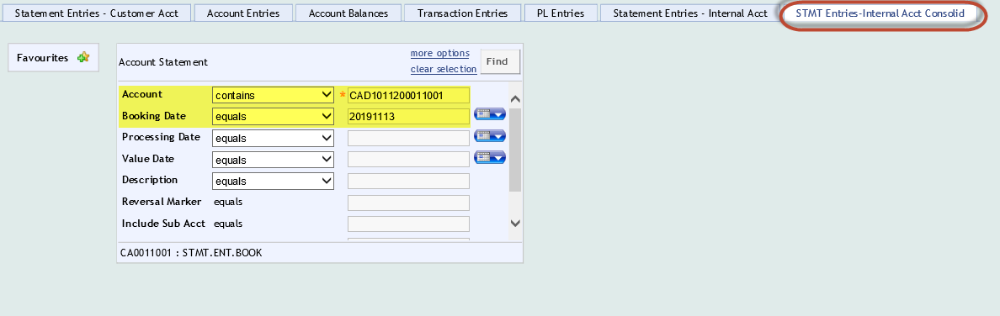 Statement Entries - Customer Acct Account Entries Account Balances Transaction Entries PL Entries Statement Entries - Internal Acct STMT Entries-Internal Acct Consolid
Favourites
Account Statement
more options
clear selection
Find
Account contains * CAD1011200011001
Booking Date equals 20191113
Processing Date equals
Value Date equals
Description equals
Reversal Marker equals
Include Sub Acct equals
CA0011001 : STMT.ENT.BOOK